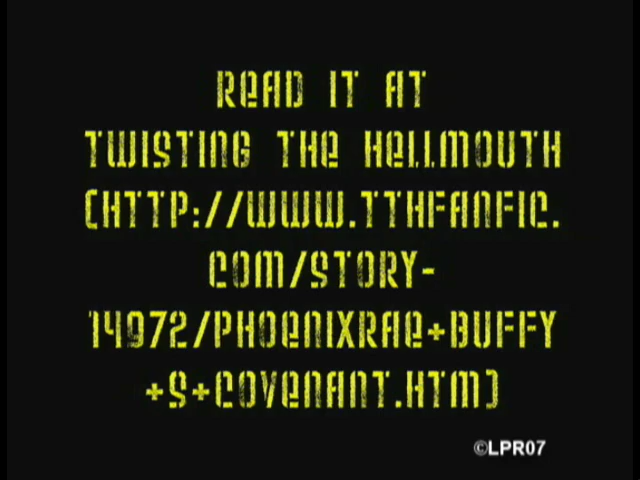 READ IT AT
TWISTING THE HELLMOUTH
(HTTP://WWW.TTHFANFIC.
COM/STORY-
14972/PHOENIXRAE+BUFFY
+S+COVENANT.HTM)
©LPR07